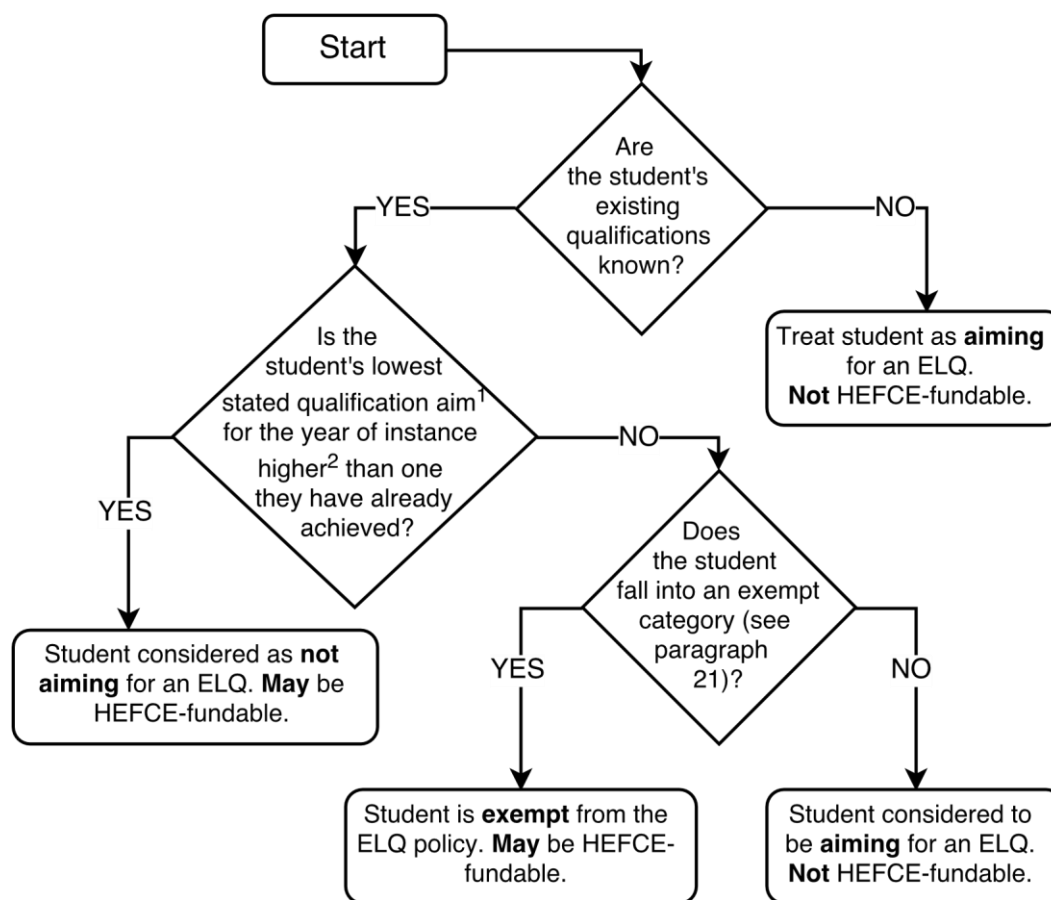 Start
Are
the student's
existing
qualifications
known?
YES
NO
Treat student as aiming
for an ELQ.
Not HEFCE-fundable.
Is the
student's lowest
stated qualification aim1
for the year of instance
higher2 than one
they have already
achieved?
YES
NO
Student considered as not
aiming for an ELQ. May be
HEFCE-fundable.
Does
the student
fall into an exempt
category (see
paragraph
21)?
YES
NO
Student is exempt from the
ELQ policy. May be HEFCE-
fundable.
Student considered to
be aiming for an ELQ.
Not HEFCE-fundable.